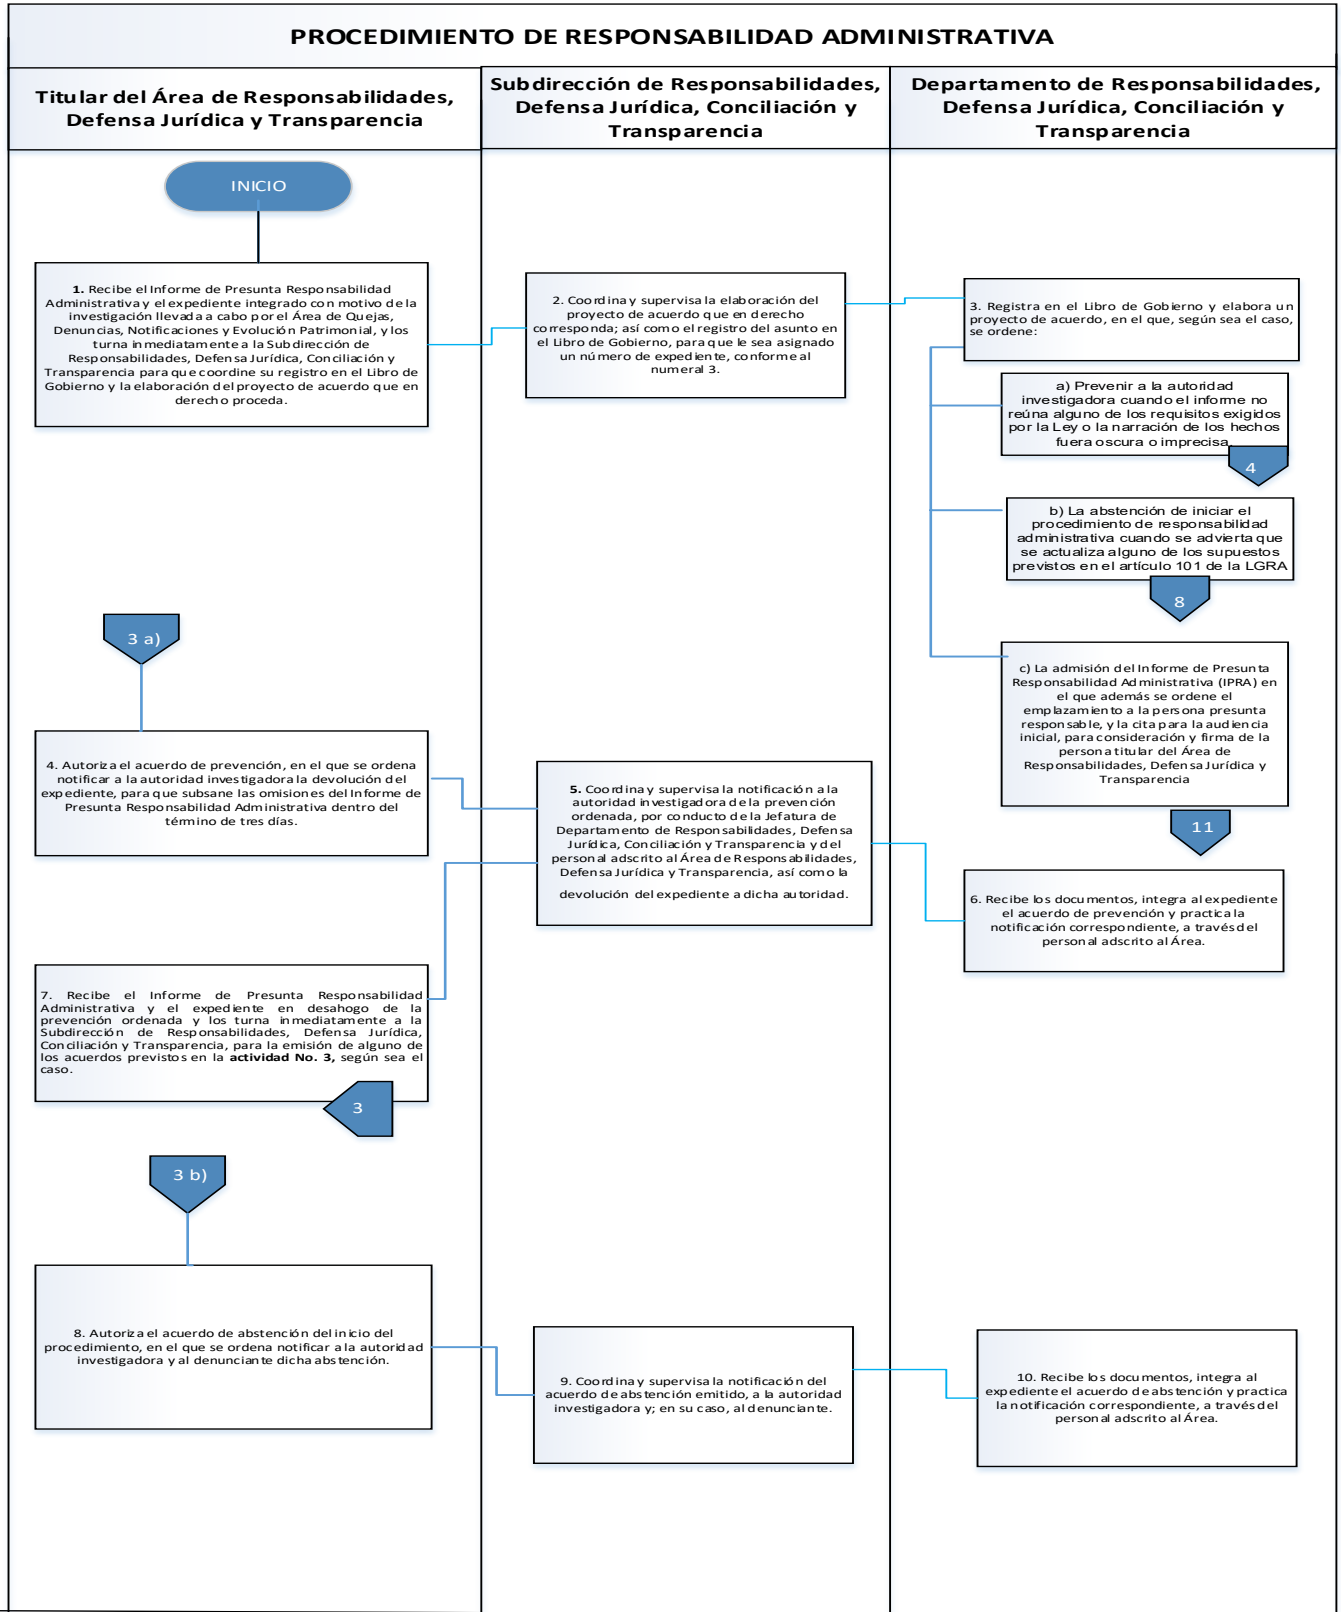 PROCEDIMIENTO DE RESPONSABILIDAD ADMINISTRATIVA
Titular del Área de Responsabilidades,
Defensa Jurídica y Transparencia
Subdirección de Responsabilidades,
Defensa Jurídica, Conciliación y
Transparencia
Departamento de Responsabilidades,
Defensa Jurídica, Conciliación y
Transparencia
INICIO
1. Recibe el Informe de Presunta Responsabilidad
Administrativa y el expediente integrado con motivo de la
investigación llevada a cabo por el Área de Quejas,
Denuncias, Notificaciones y Evolución Patrimonial, y los
turna inmediatamente a la Subdirección de
Responsabilidades, Defensa Jurídica, Conciliación y
Transparencia para que coordine su registro en el Libro de
Gobierno y la elaboración del proyecto de acuerdo que en
derecho proceda.
2. Coordina y supervisa la elaboración del
proyecto de acuerdo que en derecho
corresponda; así como el registro del asunto en
el Libro de Gobierno, para que le sea asignado
un número de expediente, conforme al
numeral 3.
3. Registra en el Libro de Gobierno y elabora un
proyecto de acuerdo, en el que, según sea el caso,
se ordene:
a) Prevenir a la autoridad
investigadora cuando el informe no
reúna alguno de los requisitos exigidos
por la Ley o la narración de los hechos
fuera oscura o imprecisa.
4
b) La abstención de iniciar el
procedimiento de responsabilidad
administrativa cuando se advierta que
se actualiza alguno de los supuestos
previstos en el artículo 101 de la LGRA
8
c) La admisión del Informe de Presunta
Responsabilidad Administrativa (IPRA) en
el que además se ordene el
emplazamiento a la persona presunta
responsable, y la cita para la audiencia
inicial, para consideración y firma de la
persona titular del Área de
Responsabilidades, Defensa Jurídica y
Transparencia
11
3 a)
4. Autoriza el acuerdo de prevención, en el que se ordena
notificar a la autoridad investigadora la devolución del
expediente, para que subsane las omisiones del Informe de
Presunta Responsabilidad Administrativa dentro del
término de tres días.
5. Coordina y supervisa la notificación a la
autoridad investigadora de la prevención
ordenada, por conducto de la Jefatura de
Departamento de Responsabilidades, Defensa
Jurídica, Conciliación y Transparencia y del
personal adscrito al Área de Responsabilidades,
Defensa Jurídica y Transparencia, así como la
devolución del expediente a dicha autoridad.
6. Recibe los documentos, integra al expediente
el acuerdo de prevención y practica la
notificación correspondiente, a través del
personal adscrito al Área.
7. Recibe el Informe de Presunta Responsabilidad
Administrativa y el expediente en desahogo de la
prevención ordenada y los turna inmediatamente a la
Subdirección de Responsabilidades, Defensa Jurídica,
Conciliación y Transparencia, para la emisión de alguno de
los acuerdos previstos en la actividad No. 3, según sea el
caso.
3
3 b)
8. Autoriza el acuerdo de abstención del inicio del
procedimiento, en el que se ordena notificar a la autoridad
investigadora y al denunciante dicha abstención.
9. Coordina y supervisa la notificación del
acuerdo de abstención emitido, a la autoridad
investigadora y; en su caso, al denunciante.
10. Recibe los documentos, integra al
expediente el acuerdo de abstención y practica
la notificación correspondiente, a través del
personal adscrito al Área.